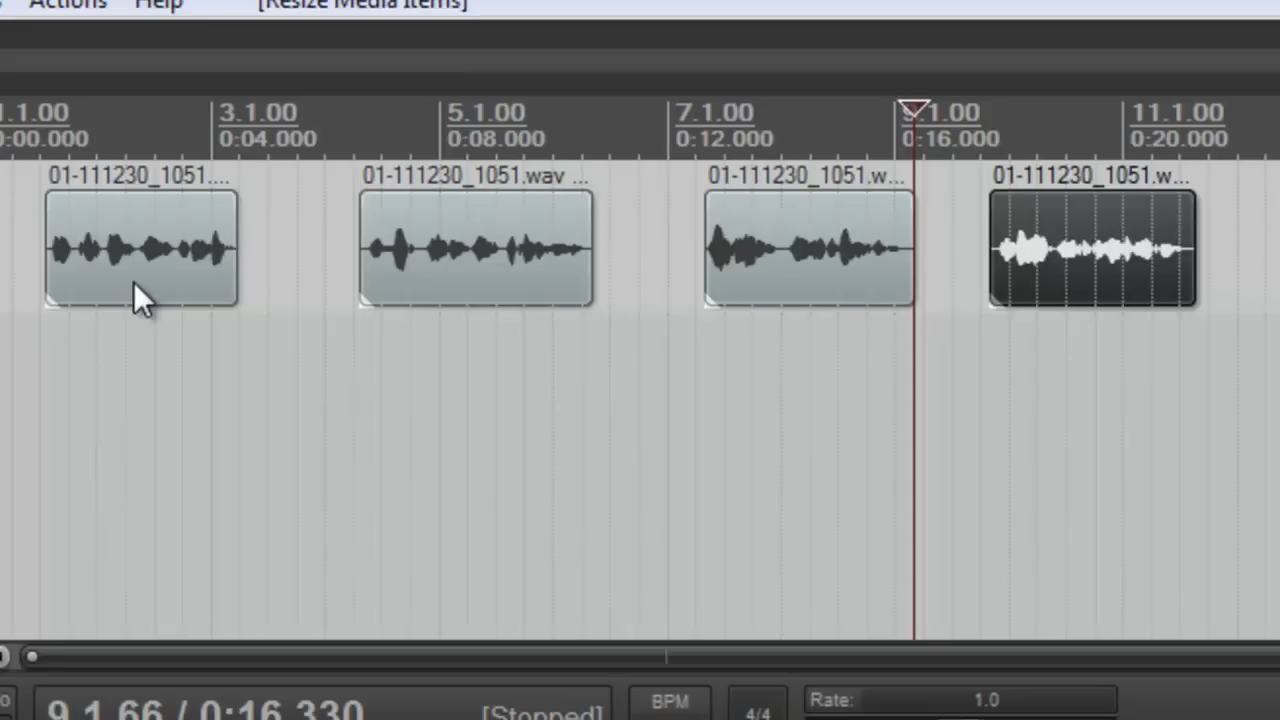 Actions Help [Resize Media Items]
1.1.00 3.1.00 5.1.00 7.1.00 9.1.00 11.1.00
0:00.000 0:04.000 0:08.000 0:12.000 0:16.000 0:20.000
01-111230_1051.... 01-111230_1051.wav ... 01-111230_1051.w... 01-111230_1051.w...
9.1.66 / 0:16.330 [Stopped] BPM 4/4 Rate: 1.0